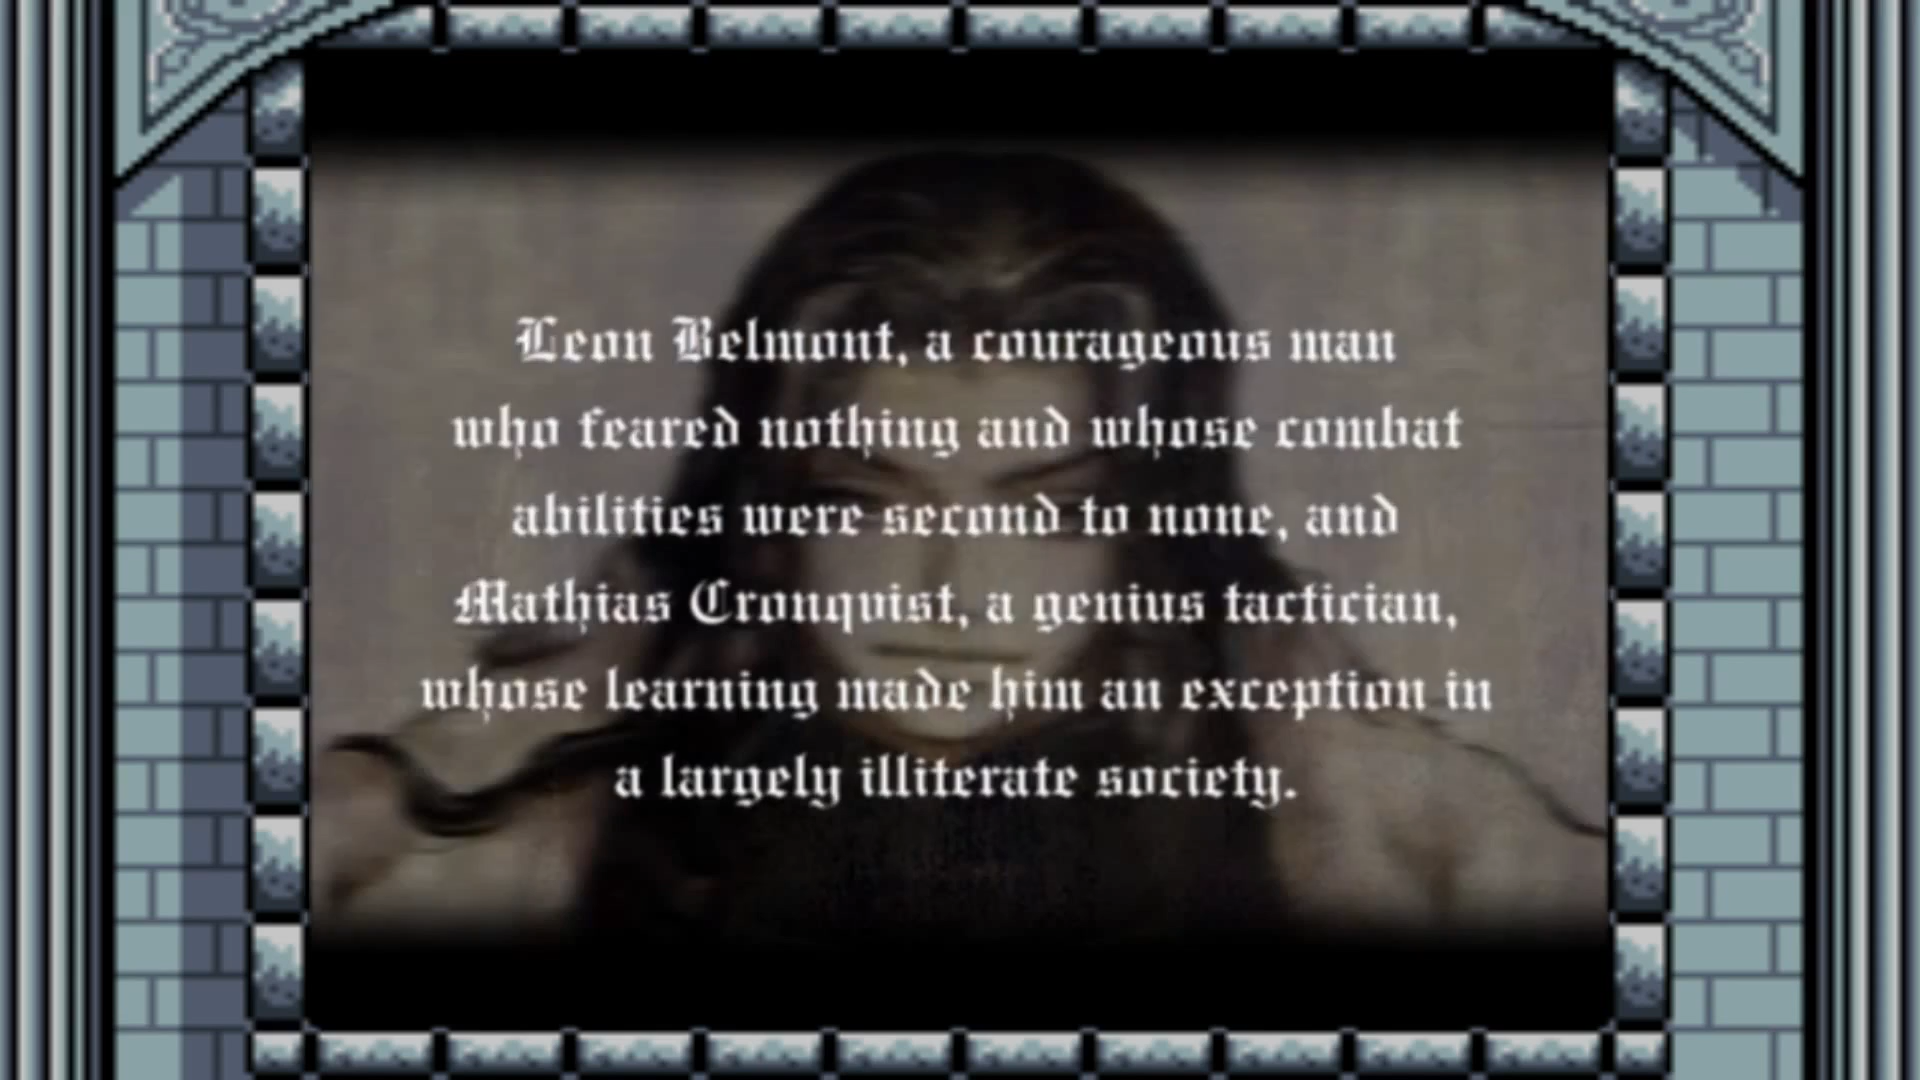 Leon Belmont, a courageous man
who feared nothing and whose combat
abilities were second to none, and
Mathias Cronqvist, a genius tactician,
whose learning made him an exception in
a largely illiterate society.